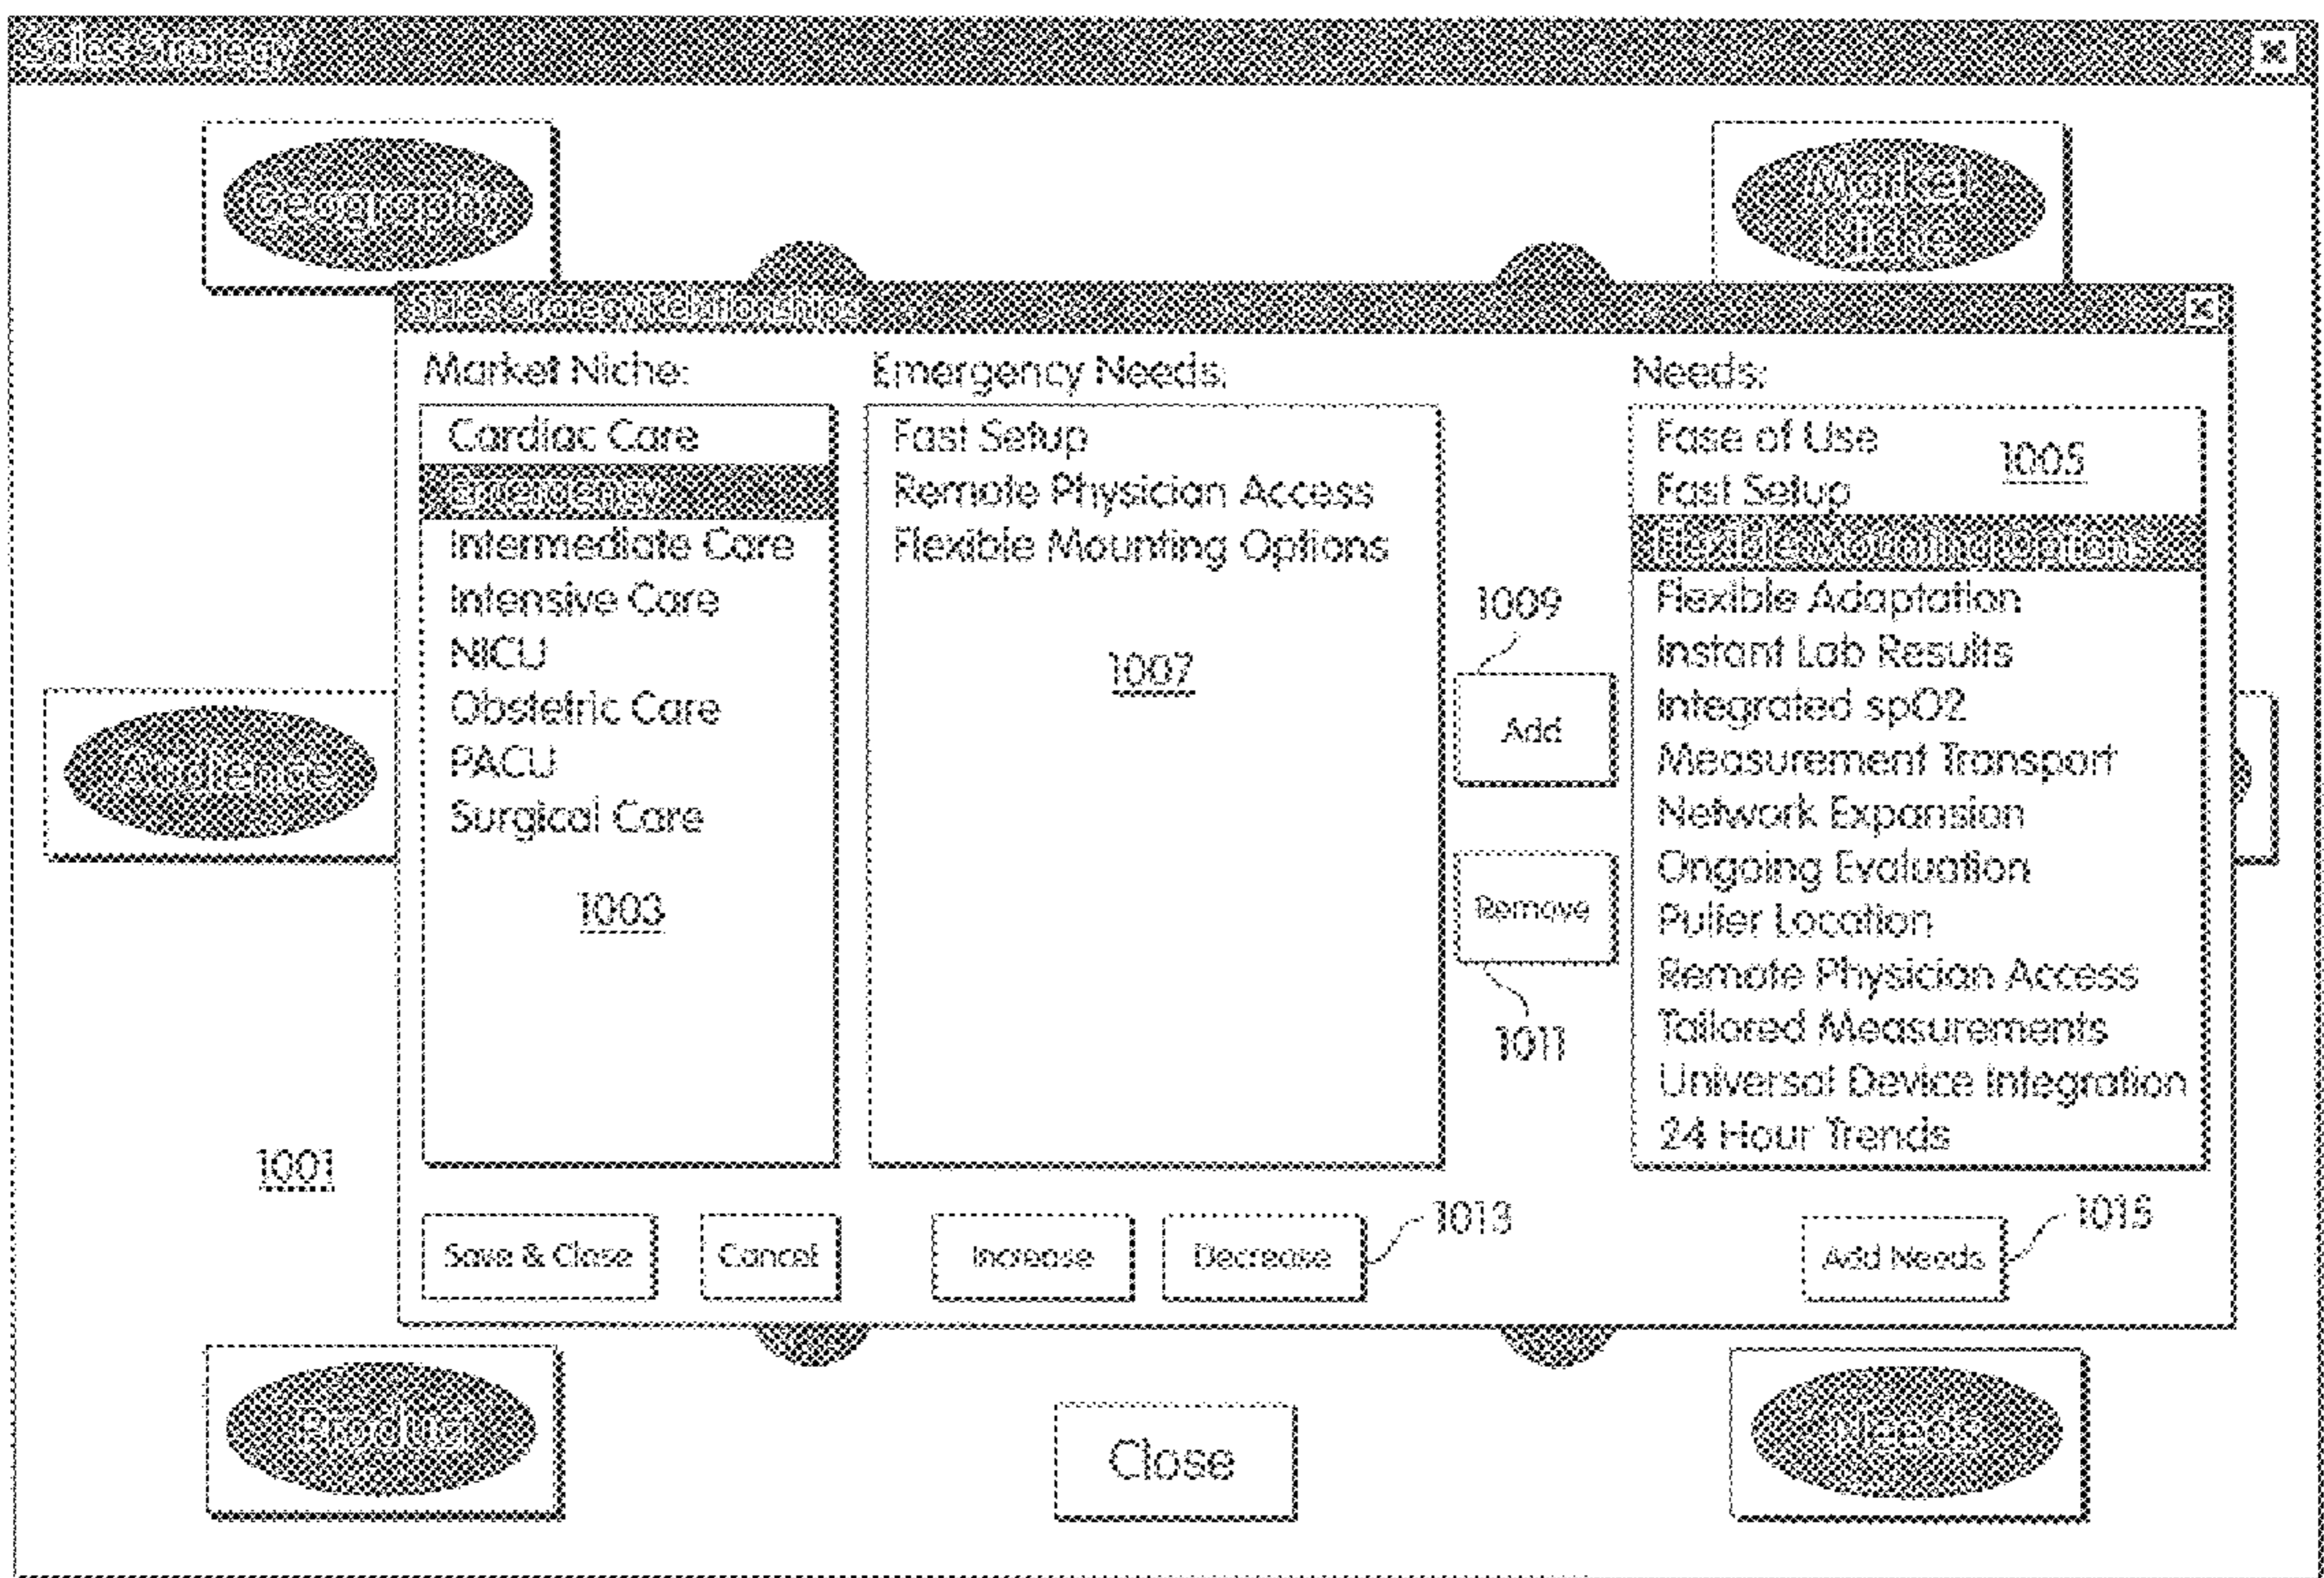 Sales Strategy
Geography
Market
Niche
Sales Strategy Relationships
Market Niche:
Cardiac Care
Emergency
Intermediate Care
Intensive Care
NICU
Obstetric Care
PACU
Surgical Care
1003
Emergency Needs:
Fast Setup
Remote Physician Access
Flexible Mounting Options
1007
1009
Add
Remove
1011
Needs:
Ease of Use
1005
Fast Setup
Flexible Mounting Options
Flexible Adaptation
Instant Lab Results
Integrated spO2
Measurement Transport
Network Expansion
Ongoing Evaluation
Puller Location
Remote Physician Access
Tailored Measurements
Universal Device Integration
24 Hour Trends
Audience
1001
Save & Close
Cancel
Increase
Decrease
1013
Add Needs
1015
Product
Close
Needs